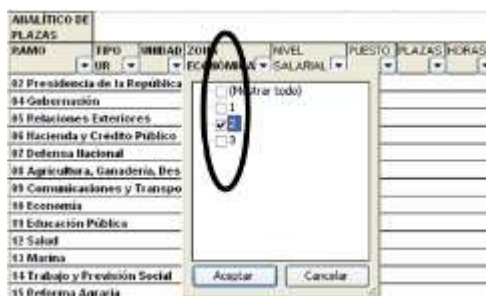 ANALÍTICO DE
PLAZAS
RAMO TIPO UR UNIDAD ZONA ECONÓMICA NIVEL SALARIAL PUESTO PLAZAS HORAS
(Mostrar todo)
1
2
3
02 Presidencia de la República
04 Gobernación
05 Relaciones Exteriores
06 Hacienda y Crédito Público
07 Defensa Nacional
08 Agricultura, Ganadería, Des
09 Comunicaciones y Transpo
10 Economía
11 Educación Pública
12 Salud
13 Marina
14 Trabajo y Previsión Social
Aceptar Cancelar
15 Reforma Agraria